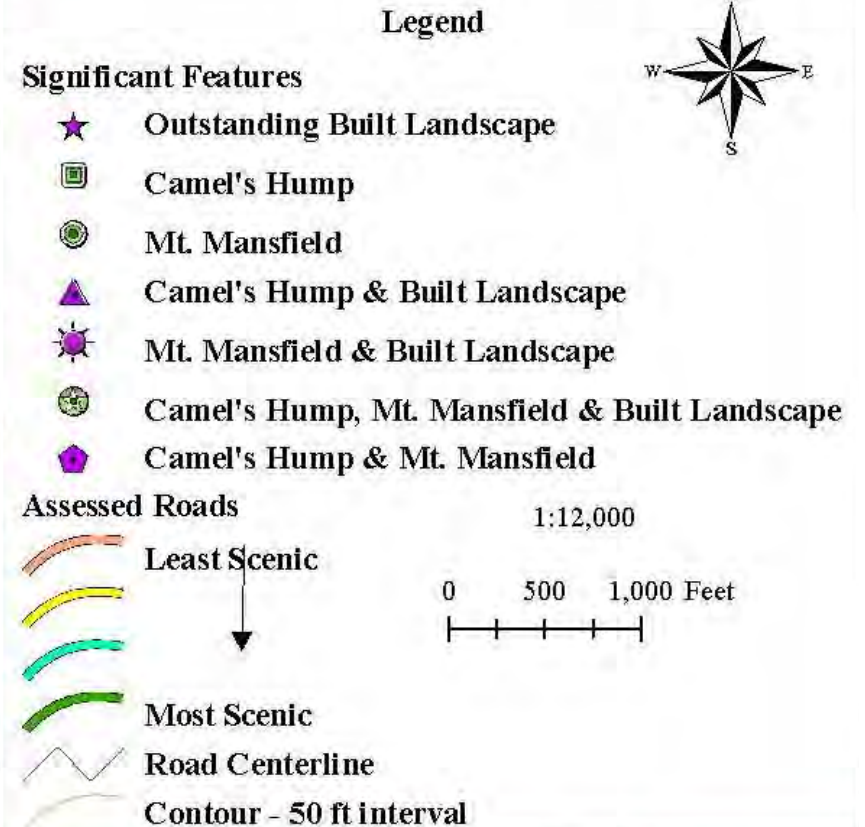 Legend
W E
S
Significant Features
Outstanding Built Landscape
Camel's Hump
Mt. Mansfield
Camel's Hump & Built Landscape
Mt. Mansfield & Built Landscape
Camel's Hump, Mt. Mansfield & Built Landscape
Camel's Hump & Mt. Mansfield
Assessed Roads
1:12,000
Least Scenic
0 500 1,000 Feet
Most Scenic
Road Centerline
Contour - 50 ft interval